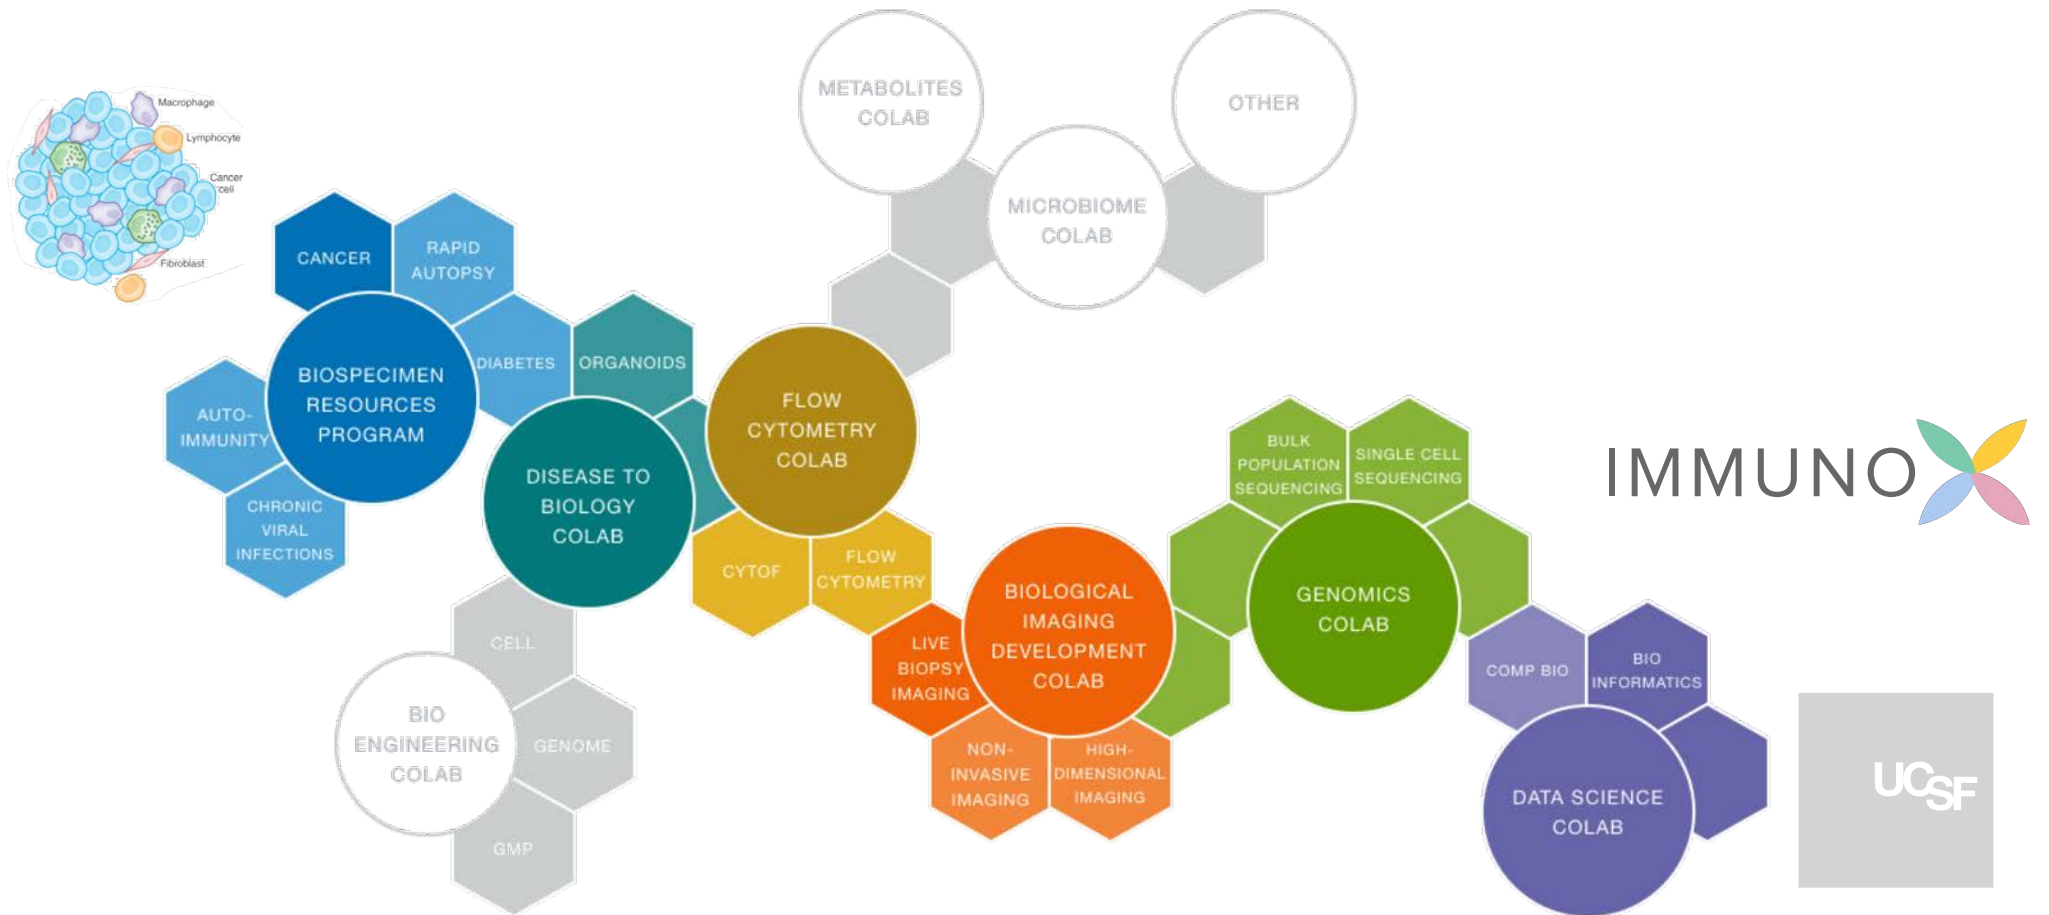 Macrophage
Lymphocyte
Cancer
cell
Fibroblast
METABOLITES
COLAB
OTHER
MICROBIOME
COLAB
CANCER
RAPID
AUTOPSY
BIOSPECIMEN
RESOURCES
PROGRAM
DIABETES
ORGANOIDS
AUTO-
IMMUNITY
CHRONIC
VIRAL
INFECTIONS
DISEASE TO
BIOLOGY
COLAB
FLOW
CYTOMETRY
COLAB
CYTOF
FLOW
CYTOMETRY
CELL
BIO
ENGINEERING
COLAB
GENOME
GMP
LIVE
BIOPSY
IMAGING
BIOLOGICAL
IMAGING
DEVELOPMENT
COLAB
NON-
INVASIVE
IMAGING
HIGH-
DIMENSIONAL
IMAGING
BULK
POPULATION
SEQUENCING
SINGLE CELL
SEQUENCING
GENOMICS
COLAB
COMP BIO
BIO
INFORMATICS
DATA SCIENCE
COLAB
IMMUNOX
UCSF